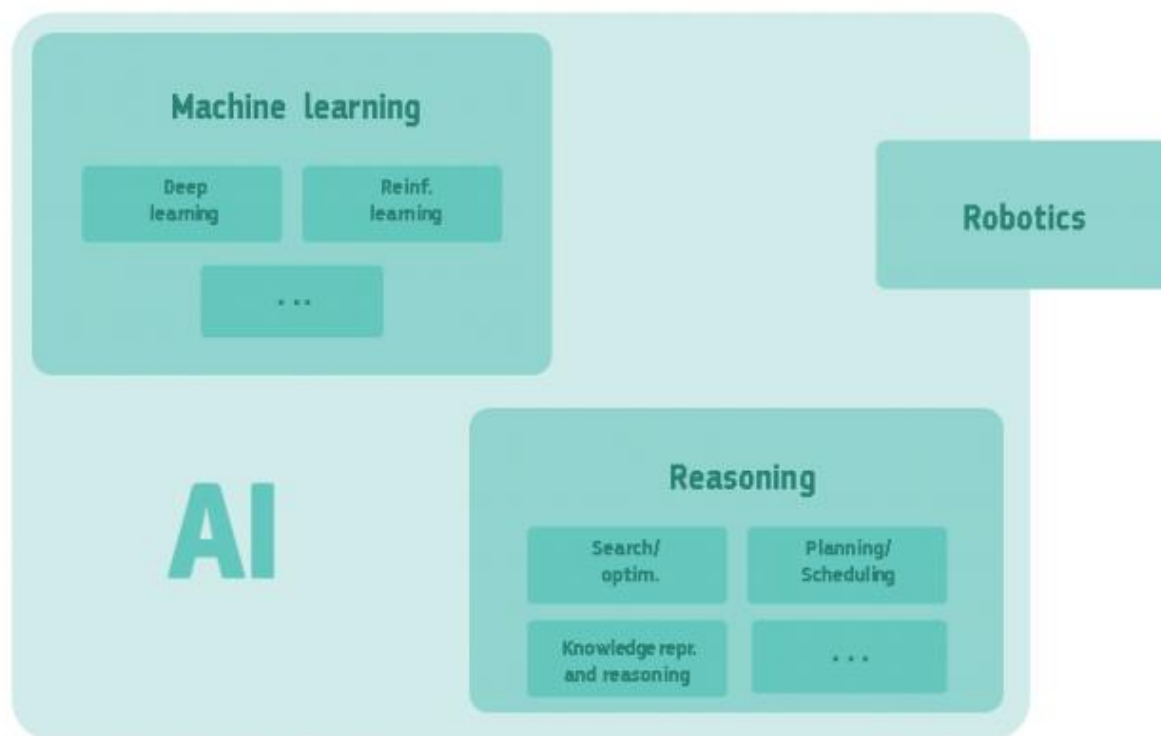 Machine learning
Deep
learning
Reinf.
learning
...
Robotics
AI
Reasoning
Search/
optim.
Planning/
Scheduling
Knowledge repr.
and reasoning
...